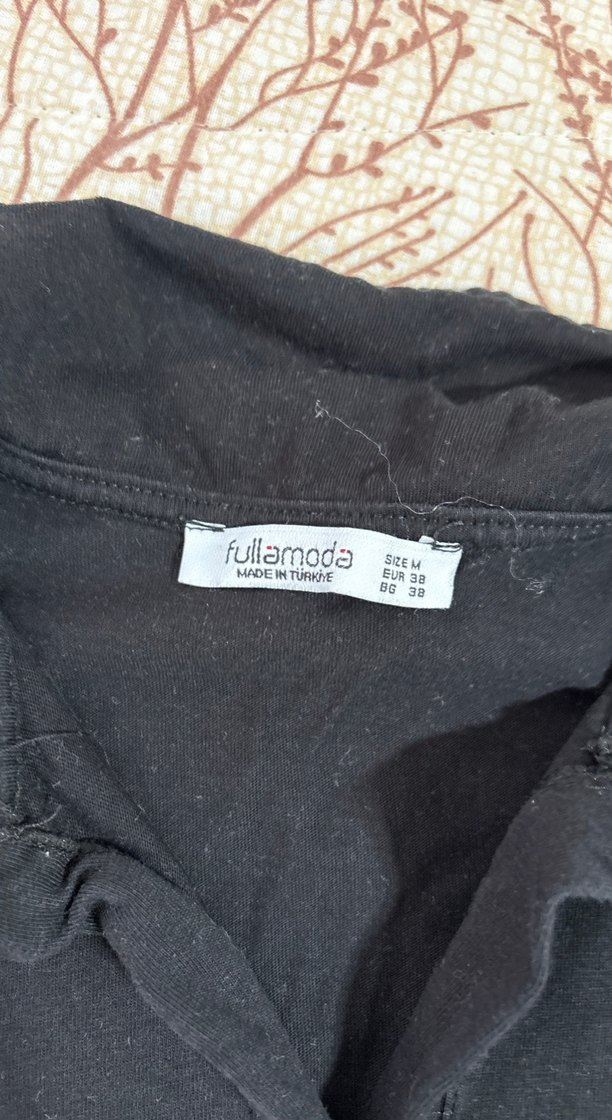 fullamoda
MADE IN TÜRKİYE
SIZE M
EUR 38
BG 38